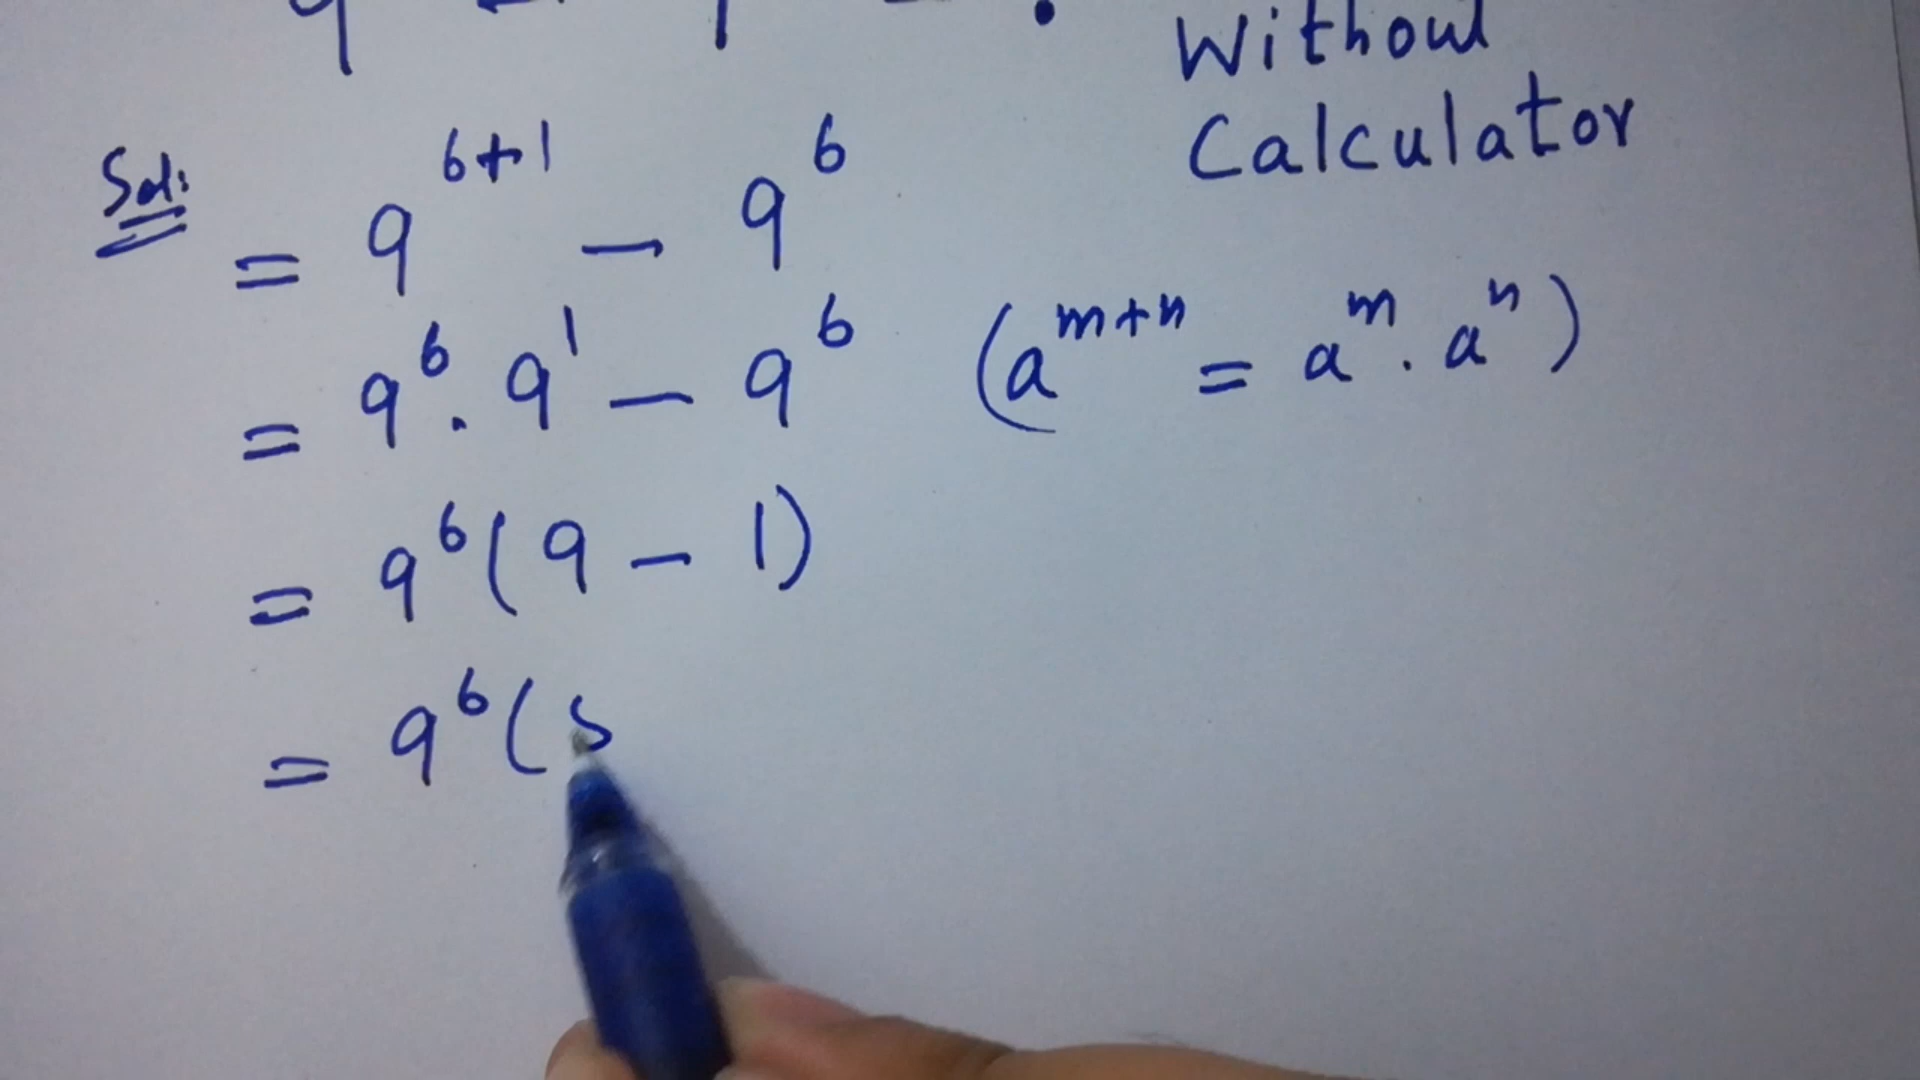 Without
Calculator
Sol:
= 9^{6+1} - 9^6
= 9^6 . 9^1 - 9^6 (a^{m+n} = a^m . a^n)
= 9^6 (9 - 1)
= 9^6 (